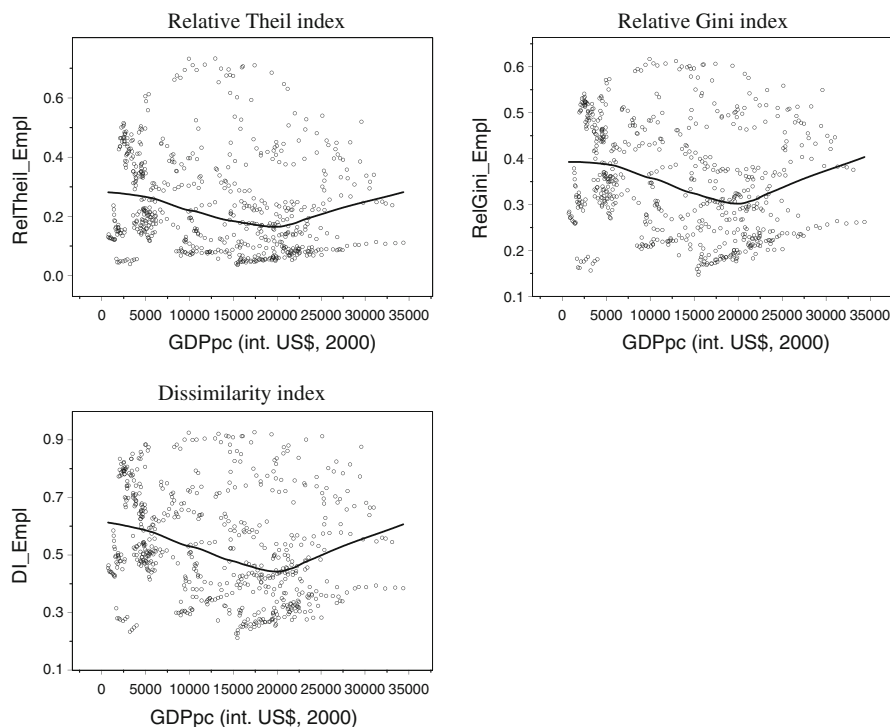 Relative Theil index
RelTheil_Empl
0.6
0.4
0.2
0.0
0 5000 10000 15000 20000 25000 30000 35000
GDPpc (int. US$, 2000)
Relative Gini index
RelGini_Empl
0.6
0.5
0.4
0.3
0.2
0.1
0 5000 10000 15000 20000 25000 30000 35000
GDPpc (int. US$, 2000)
Dissimilarity index
DI_Empl
0.9
0.7
0.5
0.3
0.1
0 5000 10000 15000 20000 25000 30000 35000
GDPpc (int. US$, 2000)